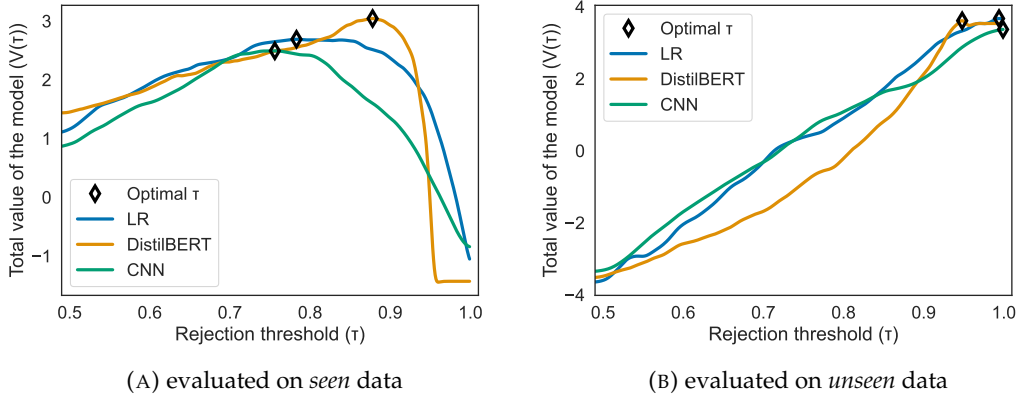 Total value of the model (V(τ))
3
2
1
0
−1
Optimal τ
LR
DistilBERT
CNN
0.5 0.6 0.7 0.8 0.9 1.0
Rejection threshold (τ)
(A) evaluated on seen data
Total value of the model (V(τ))
4
2
0
−2
−4
Optimal τ
LR
DistilBERT
CNN
0.5 0.6 0.7 0.8 0.9 1.0
Rejection threshold (τ)
(B) evaluated on unseen data